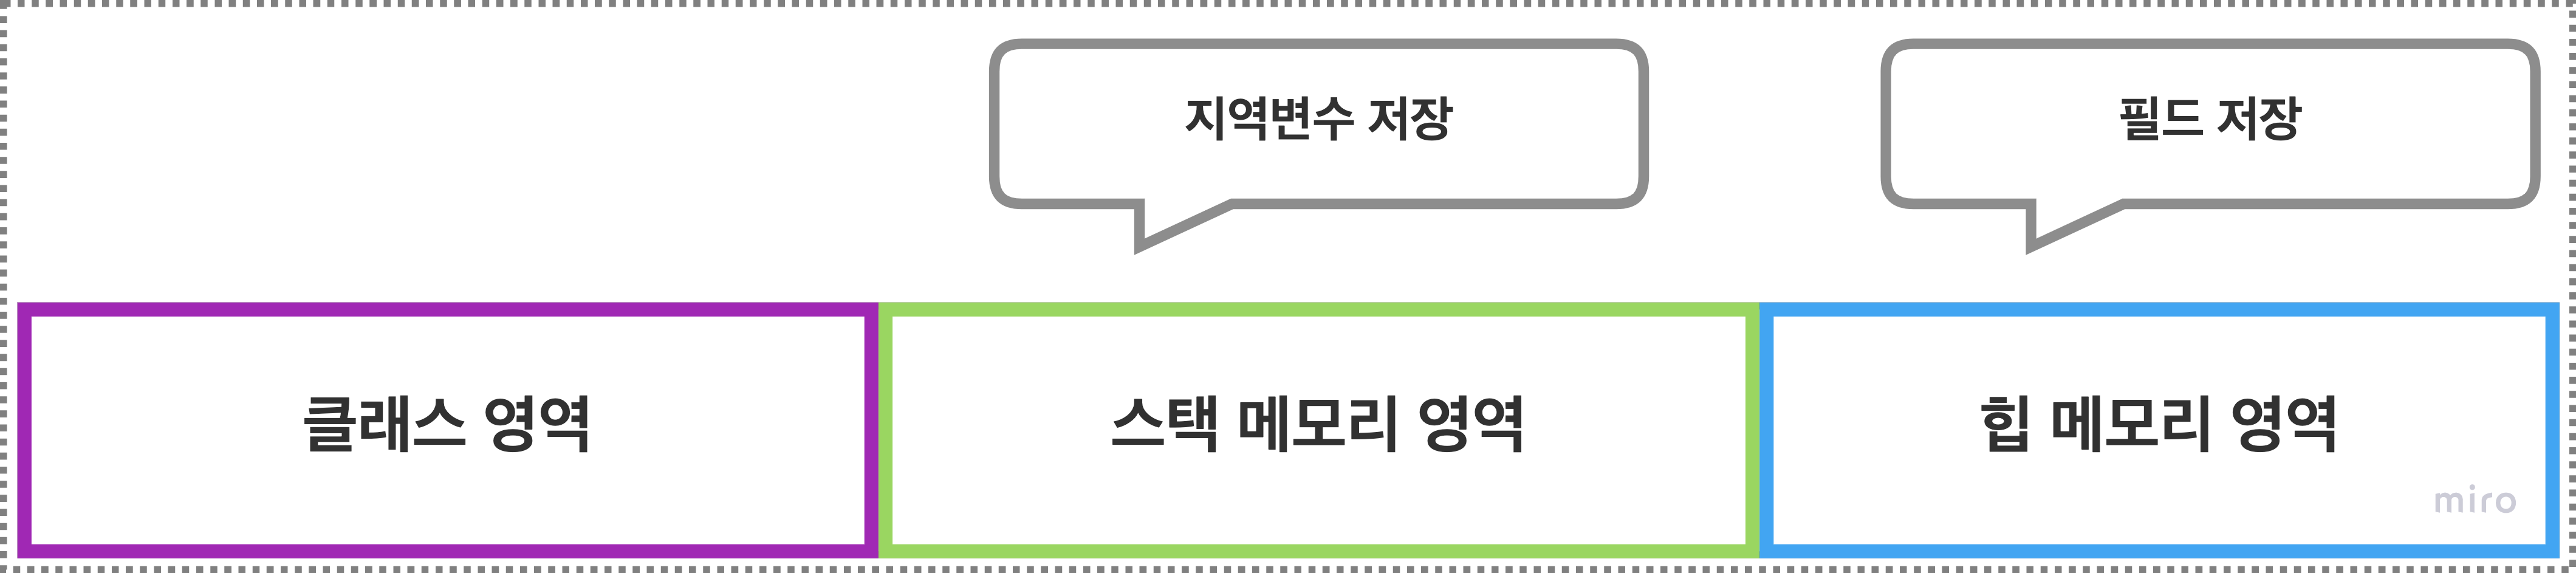 지역변수 저장
필드 저장
클래스 영역
스택 메모리 영역
힙 메모리 영역
miro